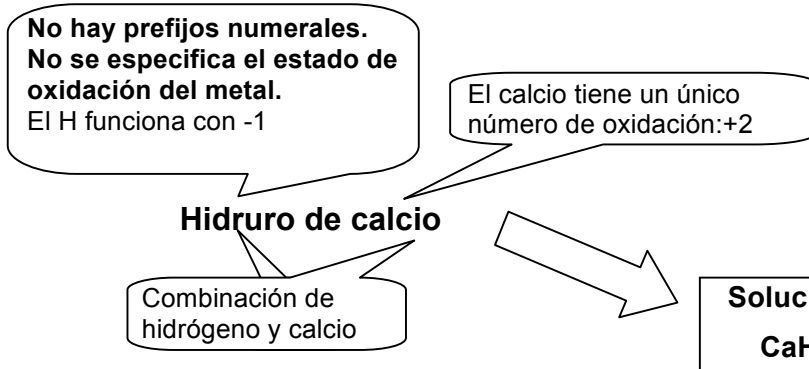 No hay prefijos numerales.
No se especifica el estado de
oxidación del metal.
El H funciona con -1
El calcio tiene un único
número de oxidación:+2
Hidruro de calcio
Combinación de
hidrógeno y calcio